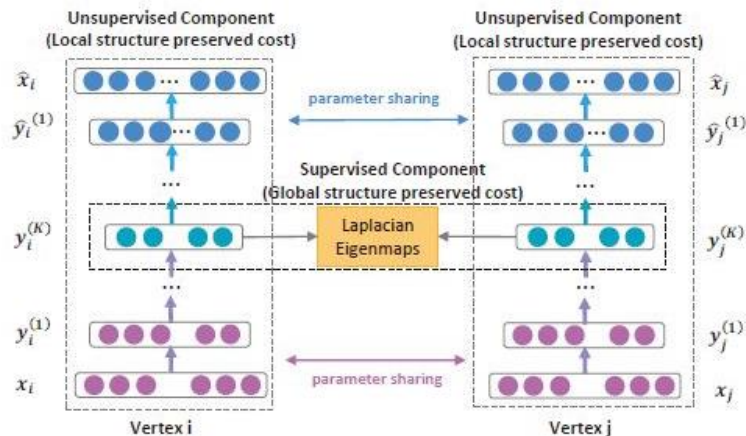 Unsupervised Component
(Local structure preserved cost)
Unsupervised Component
(Local structure preserved cost)
x̂ᵢ
...
x̂ⱼ
parameter sharing
ŷᵢ⁽¹⁾
...
ŷⱼ⁽¹⁾
...
Supervised Component
(Global structure preserved cost)
...
yᵢ⁽ᴷ⁾
Laplacian
Eigenmaps
yⱼ⁽ᴷ⁾
...
...
yᵢ⁽¹⁾
yⱼ⁽¹⁾
xᵢ
parameter sharing
xⱼ
Vertex i
Vertex j